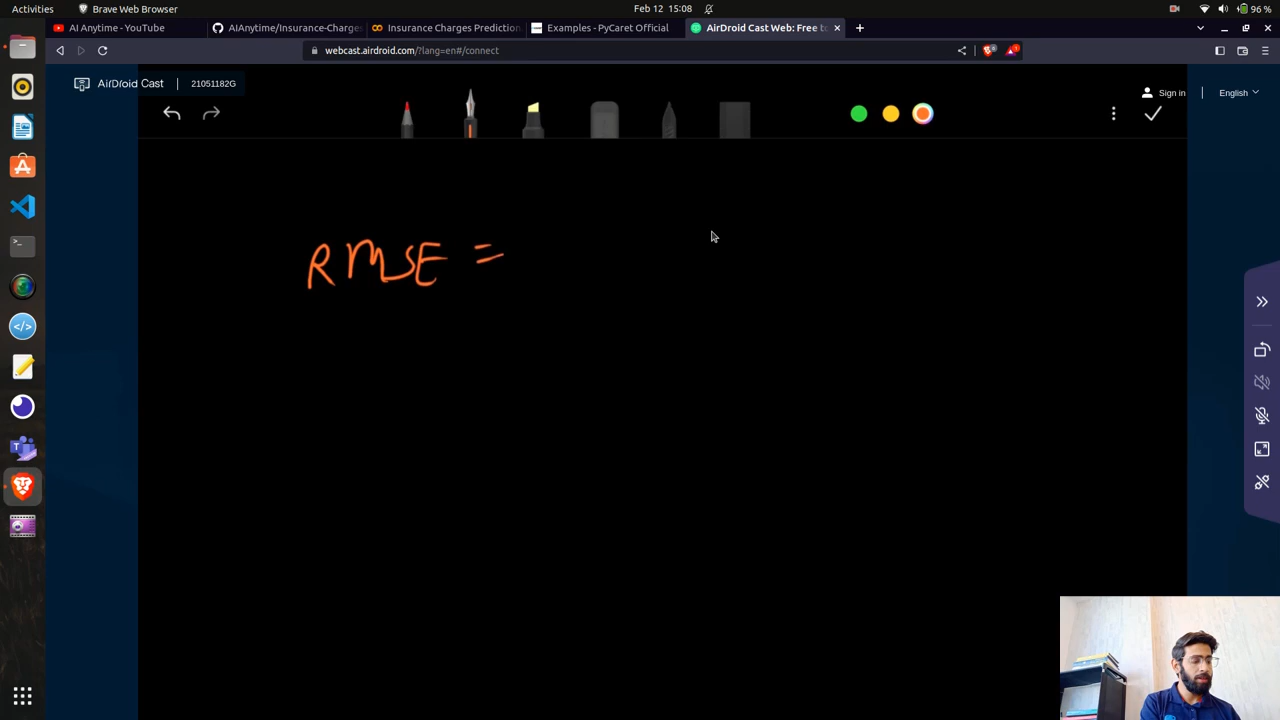 Activities
Brave Web Browser
Feb 12 15:08
96 %
AI Anytime - YouTube
AIAnytime/Insurance-Charges
Insurance Charges Prediction
Examples - PyCaret Official
AirDroid Cast Web: Free
webcast.airdroid.com/?lang=en#/connect
AirDroid Cast
21051182G
Sign in
English
RMSE =